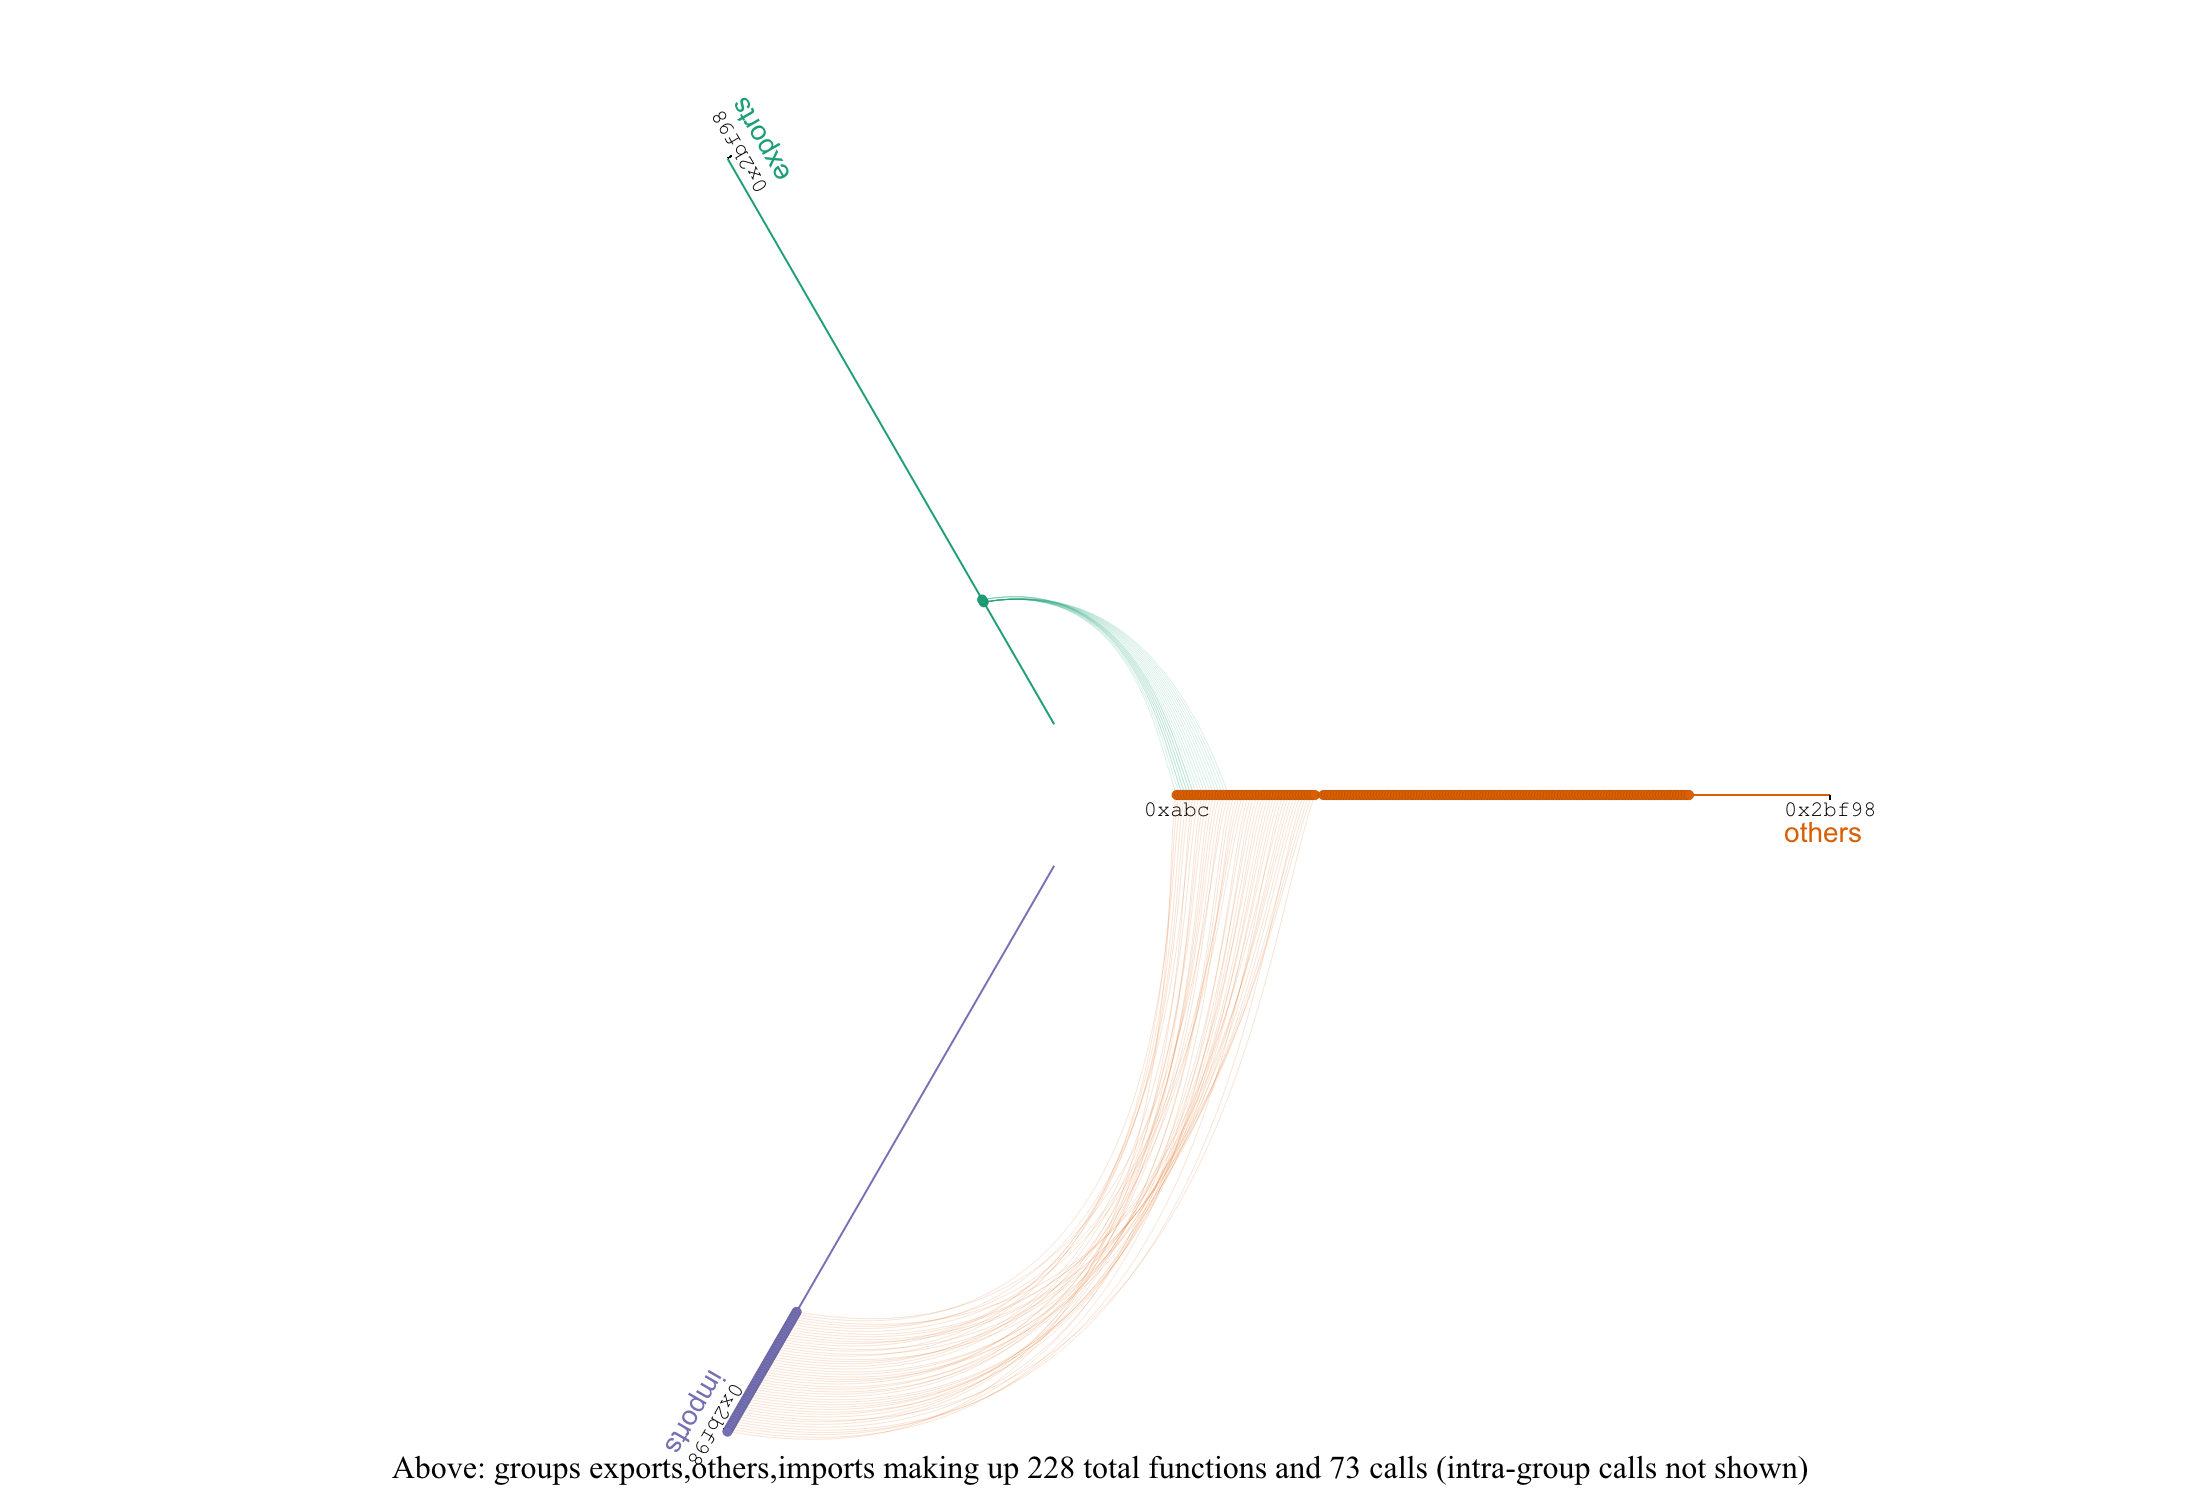 exports
0x2bf98
0xabc
0x2bf98
others
imports
0x2bf98
Above: groups exports,others,imports making up 228 total functions and 73 calls (intra-group calls not shown)